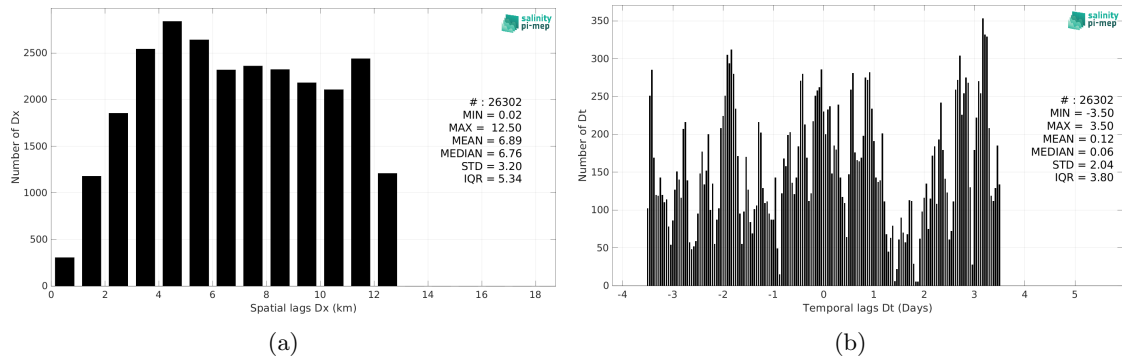 salinity
pi-mep
Number of Dx
2500
2000
1500
1000
500
0
# : 26302
MIN = 0.02
MAX = 12.50
MEAN = 6.89
MEDIAN = 6.76
STD = 3.20
IQR = 5.34
0 2 4 6 8 10 12 14 16 18
Spatial lags Dx (km)
(a)
salinity
pi-mep
Number of Dt
350
300
250
200
150
100
50
0
# : 26302
MIN = -3.50
MAX = 3.50
MEAN = 0.12
MEDIAN = 0.06
STD = 2.04
IQR = 3.80
-4 -3 -2 -1 0 1 2 3 4 5
Temporal lags Dt (Days)
(b)